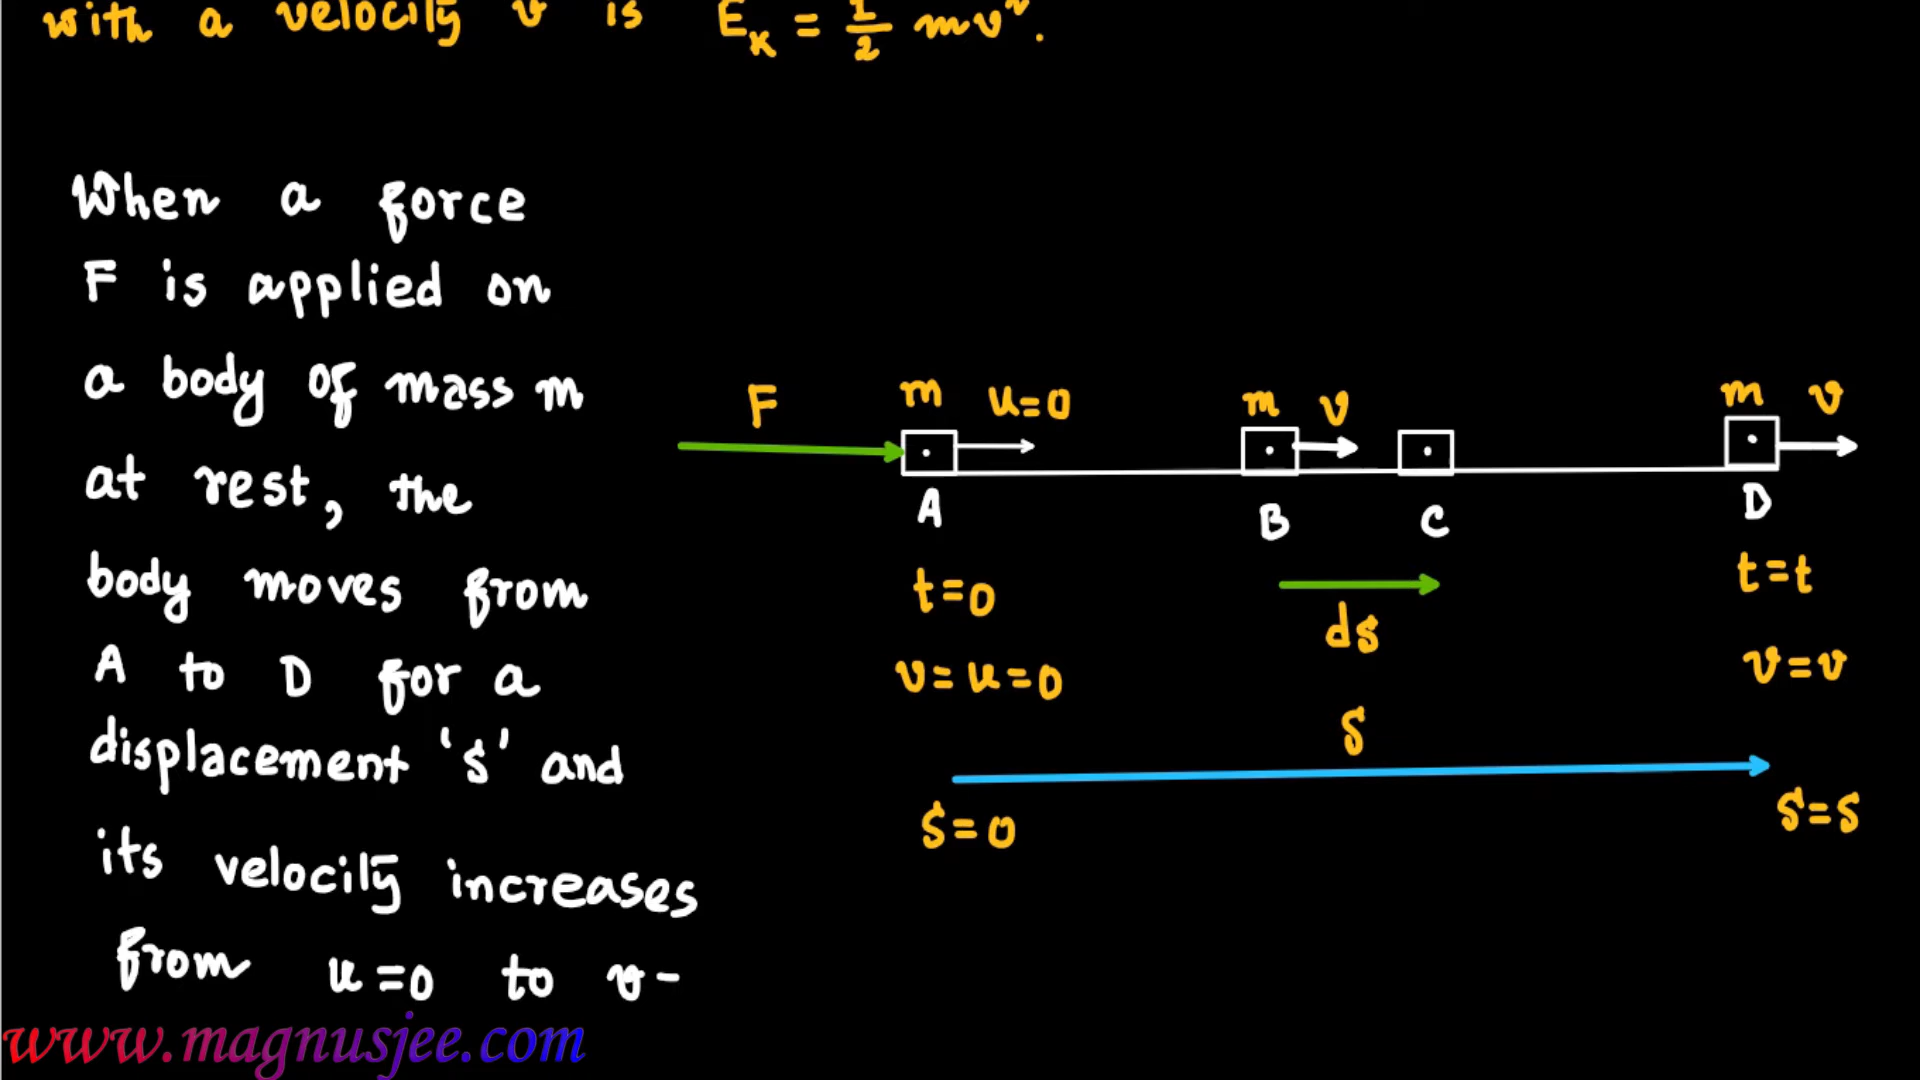 with a velocity v is E_k = 1/2 mv².
When a force
F is applied on
a body of mass m
at rest, the
body moves from
A to D for a
displacement 's' and
its velocity increases
from u=0 to v-
F m u=0 m v m v
A B C D
t=0 ds t=t
v=u=0 v=v
S
S=0 S=S
www.magnusjee.com